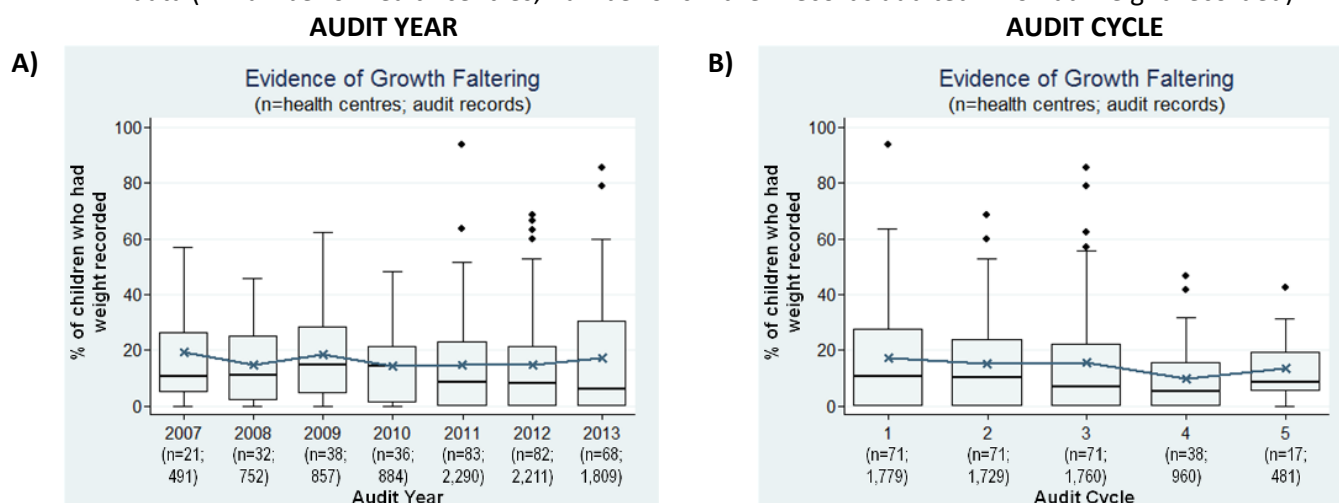 AUDIT YEAR
AUDIT CYCLE
A)
Evidence of Growth Faltering
(n=health centres; audit records)
% of children who had
weight recorded
100
80
60
40
20
0
2007 2008 2009 2010 2011 2012 2013
(n=21; (n=32; (n=38; (n=36; (n=83; (n=82; (n=68;
491) 752) 857) 884) 2,290) 2,211) 1,809)
Audit Year
B)
Evidence of Growth Faltering
(n=health centres; audit records)
% of children who had
weight recorded
100
80
60
40
20
0
1 2 3 4 5
(n=71; (n=71; (n=71; (n=38; (n=17;
1,779) 1,729) 1,760) 960) 481)
Audit Cycle